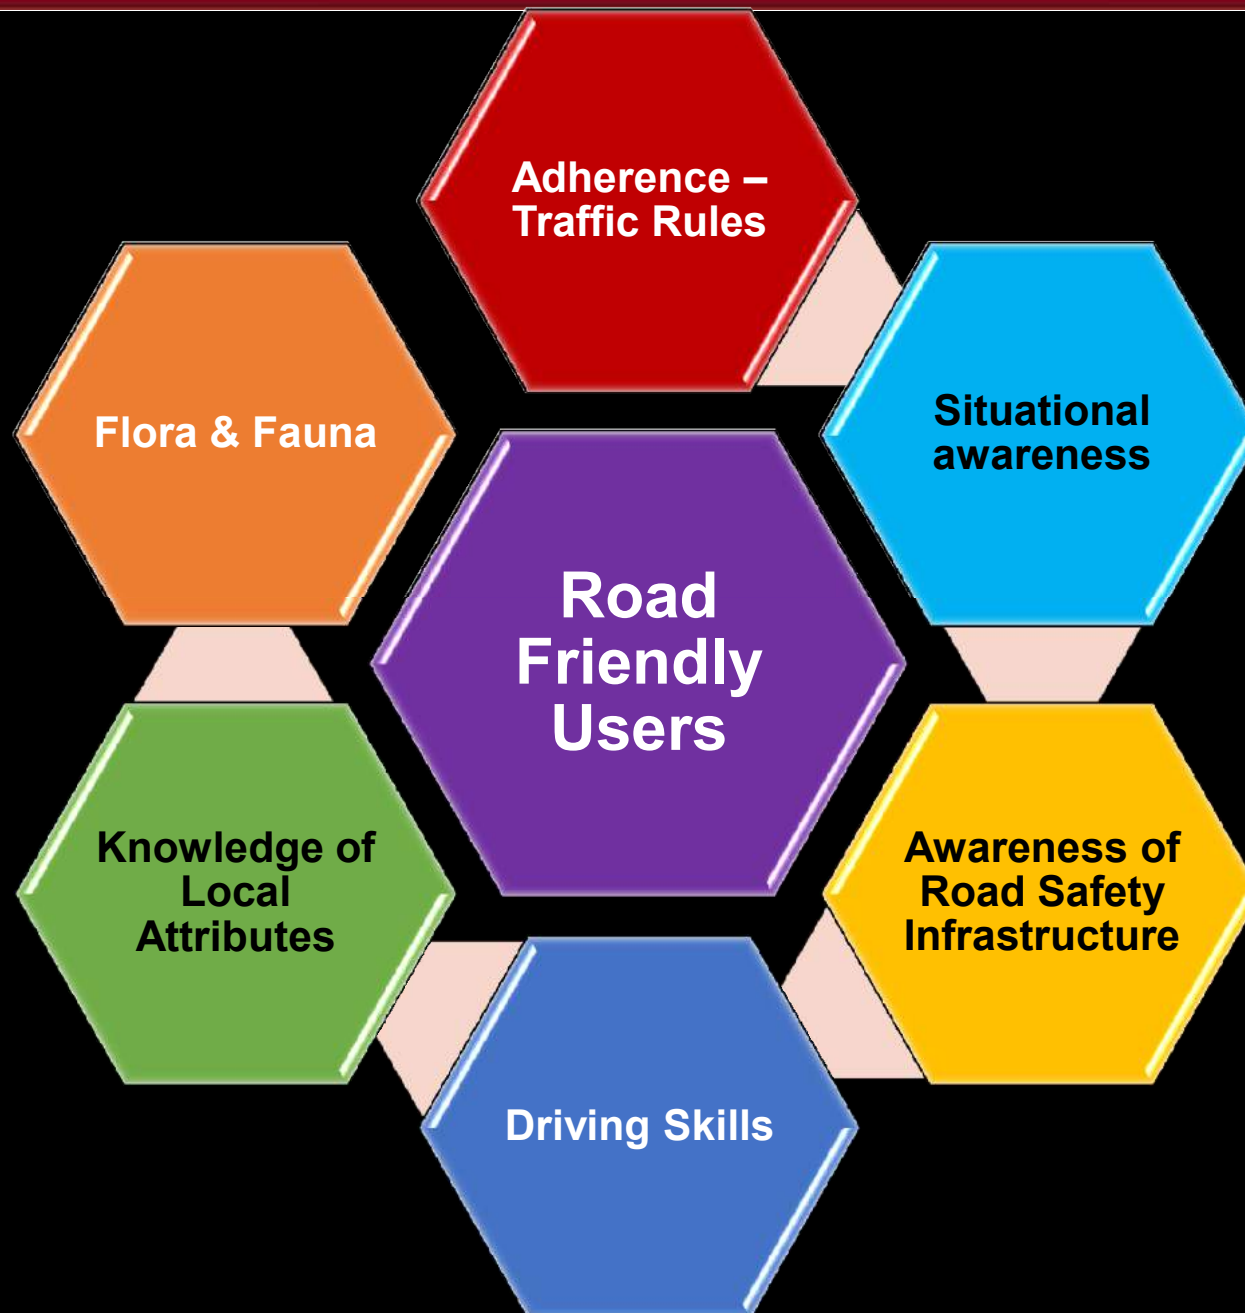 Adherence –
Traffic Rules
Situational
awareness
Awareness of
Road Safety
Infrastructure
Driving Skills
Knowledge of
Local
Attributes
Flora & Fauna
Road
Friendly
Users